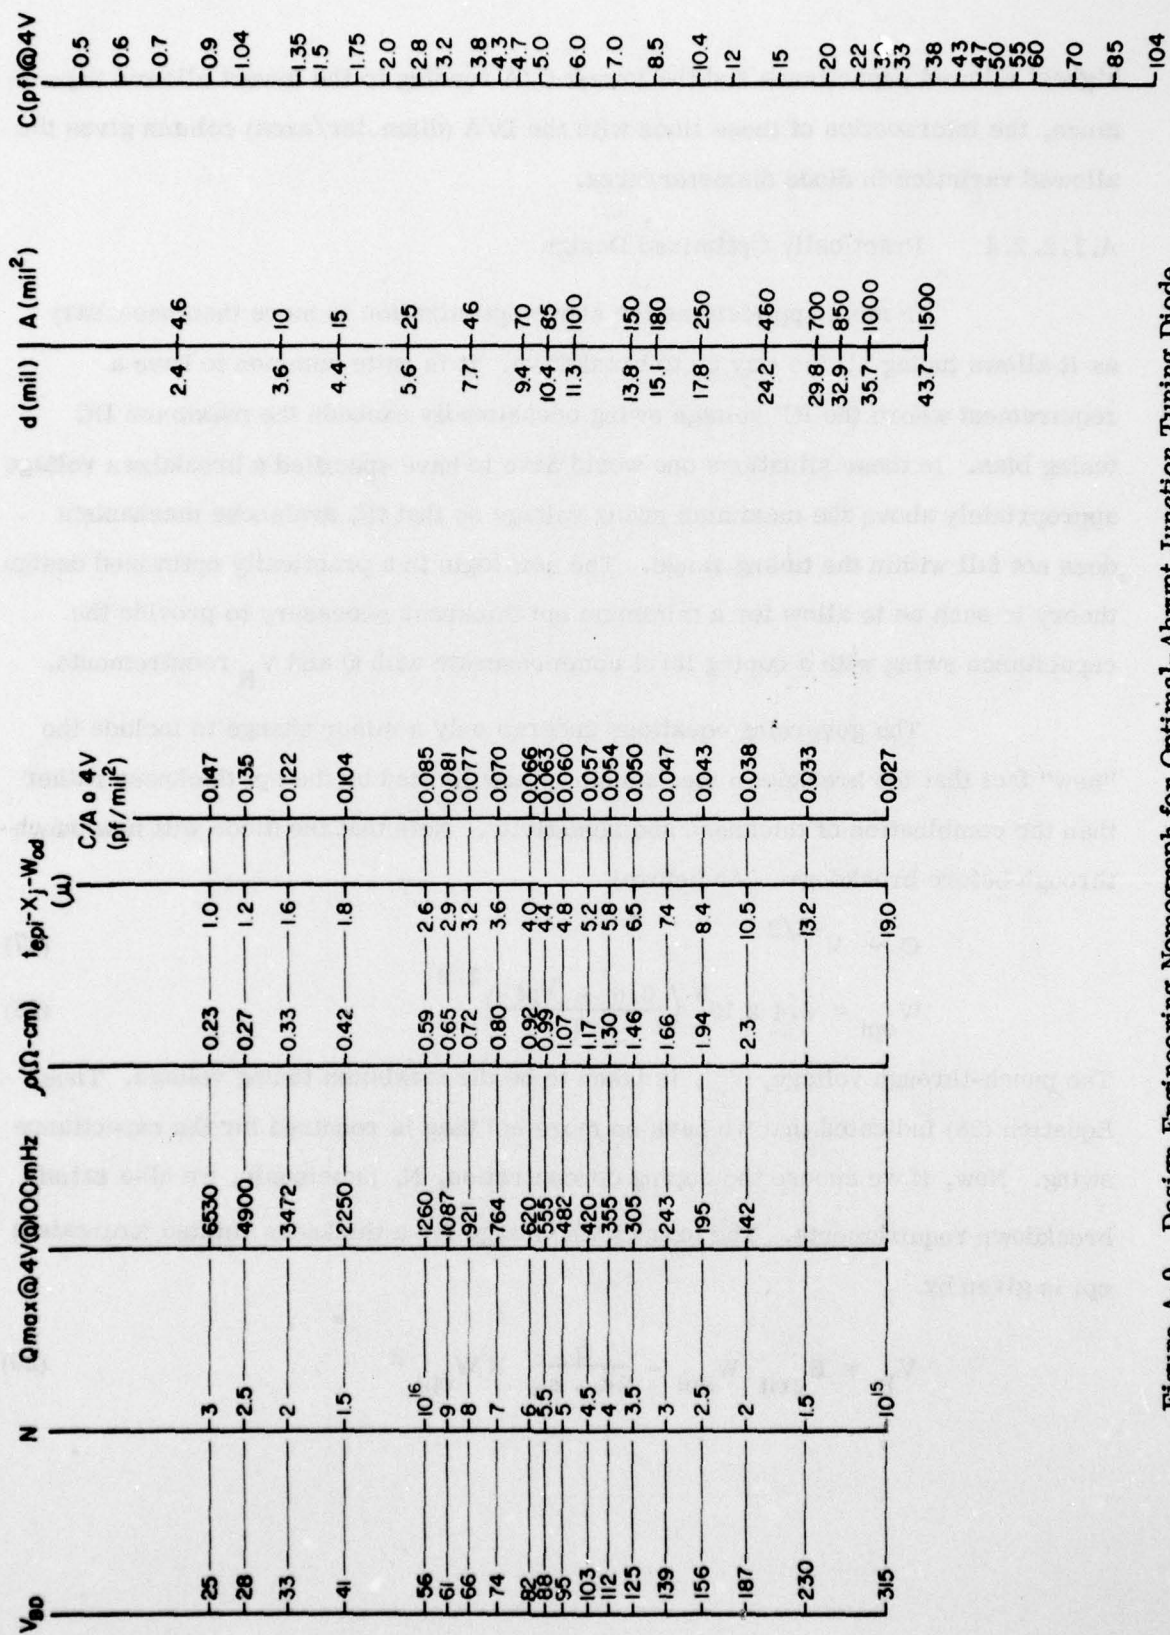 V_BD N Qmax@4V@100mHz ρ(Ω-cm) t_epi-X_j-W_od (μ) C/A a 4V (pf/mil²) d(mil) A(mil²) C(pf)@4V
25 3 6530 0.23 1.0 0.147
28 2.5 4900 0.27 1.2 0.135
33 2 3472 0.33 1.6 0.122
41 1.5 2250 0.42 1.8 0.104
56 10¹⁶ 1260 0.59 2.6 0.085
61 9 1087 0.65 2.9 0.081
66 8 921 0.72 3.2 0.077
74 7 764 0.80 3.6 0.070
82 6 620 0.92 4.0 0.066
88 5.5 555 0.99 4.4 0.063
95 5 482 1.07 4.8 0.060
103 4.5 420 1.17 5.2 0.057
112 4 355 1.30 5.8 0.054
125 3.5 305 1.46 6.5 0.050
139 3 243 1.66 7.4 0.047
156 2.5 195 1.94 8.4 0.043
187 2 142 2.3 10.5 0.038
230 1.5 13.2 0.033
315 10¹⁵ 19.0 0.027
2.4 4.6
3.6 10
4.4 15
5.6 25
7.7 46
9.4 70
10.4 85
11.3 100
13.8 150
15.1 180
17.8 250
24.2 460
29.8 700
32.9 850
35.7 1000
43.7 1500
0.5
0.6
0.7
0.9
1.04
1.35
1.5
1.75
2.0
2.8
3.2
3.8
4.3
4.7
5.0
6.0
7.0
8.5
10.4
12
15
20
22
33
38
43
47
50
55
60
70
85
104
Figure A-9. Design Engineering Nomograph for Optimal Abrupt Junction Tuning Diode